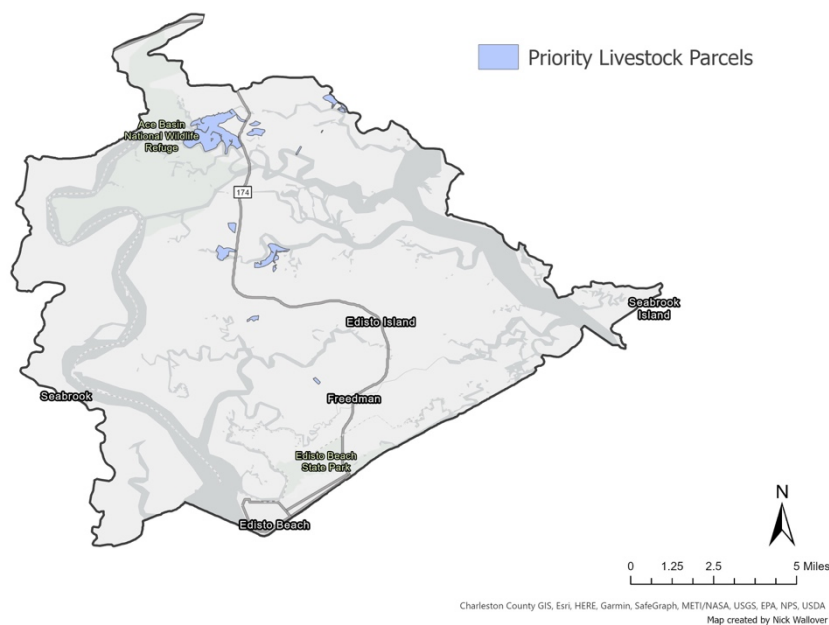 Priority Livestock Parcels
Ace Basin
National Wildlife
Refuge
174
Seabrook
Island
Edisto Island
Seabrook
Freedman
Edisto Beach
State Park
Edisto Beach
N
0 1.25 2.5 5 Miles
Charleston County GIS, Esri, HERE, Garmin, SafeGraph, METI/NASA, USGS, EPA, NPS, USDA
Map created by Nick Wallover